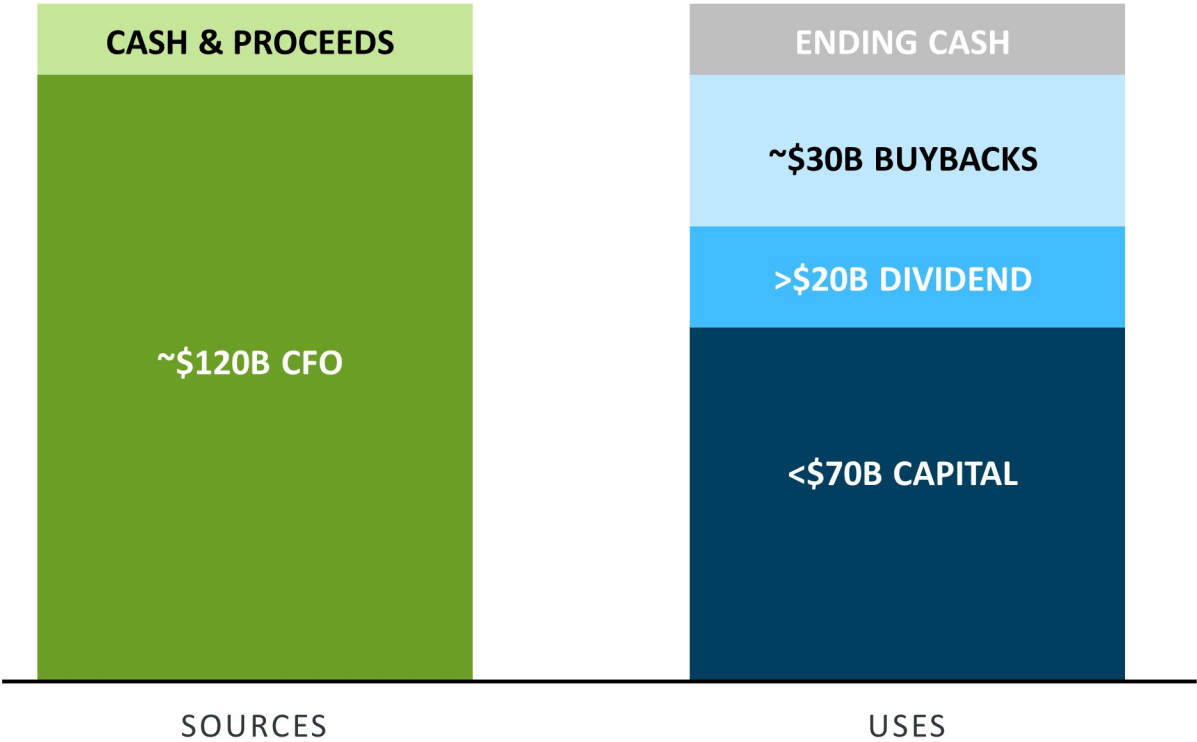 CASH & PROCEEDS
~$120B CFO
SOURCES
ENDING CASH
~$30B BUYBACKS
>$20B DIVIDEND
<$70B CAPITAL
USES